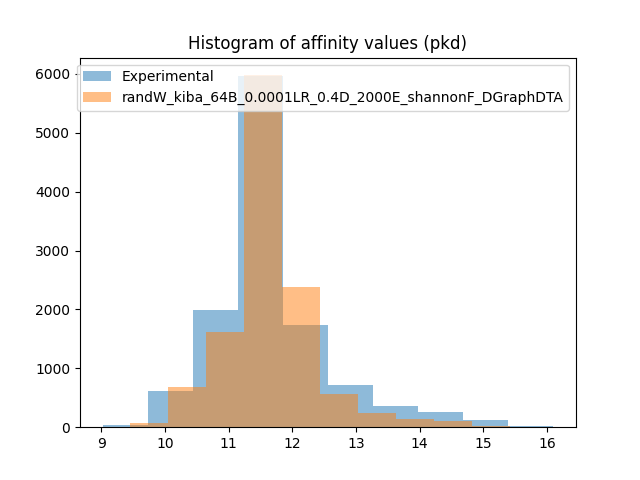 Histogram of affinity values (pkd)
Experimental
randW_kiba_64B_0.0001LR_0.4D_2000E_shannonF_DGraphDTA
6000
5000
4000
3000
2000
1000
0
9 10 11 12 13 14 15 16